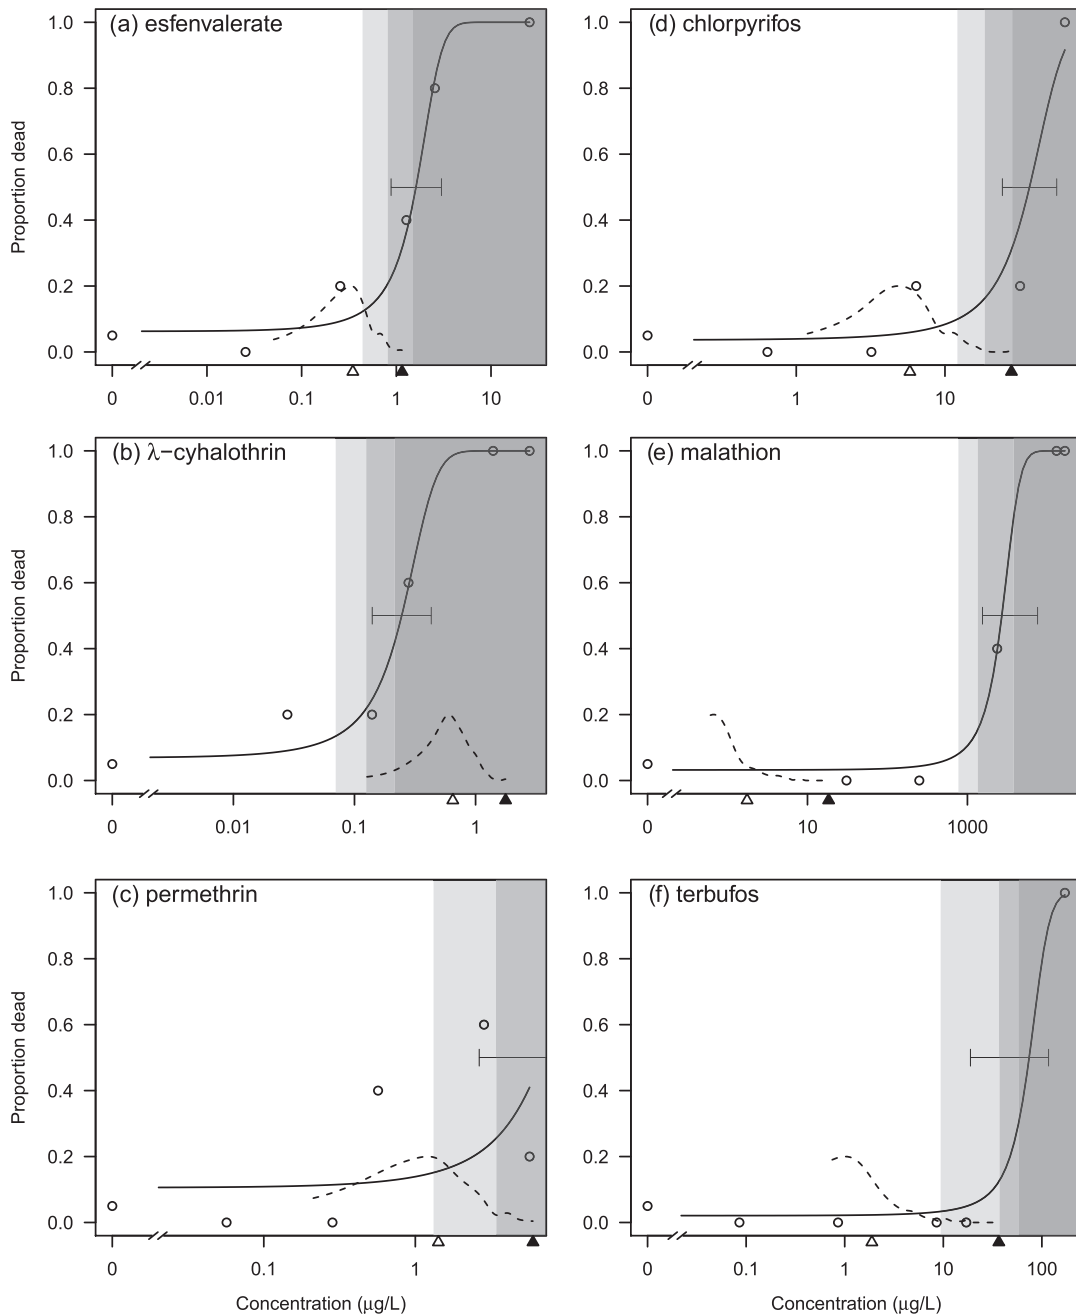 (a) esfenvalerate
Proportion dead
1.0
0.8
0.6
0.4
0.2
0.0
0 0.01 0.1 1 10
(d) chlorpyrifos
1.0
0.8
0.6
0.4
0.2
0.0
0 1 10
(b) λ−cyhalothrin
Proportion dead
1.0
0.8
0.6
0.4
0.2
0.0
0 0.01 0.1 1
(e) malathion
1.0
0.8
0.6
0.4
0.2
0.0
0 10 1000
(c) permethrin
Proportion dead
1.0
0.8
0.6
0.4
0.2
0.0
0 0.1 1
Concentration (μg/L)
(f) terbufos
1.0
0.8
0.6
0.4
0.2
0.0
0 0.1 1 10 100
Concentration (μg/L)